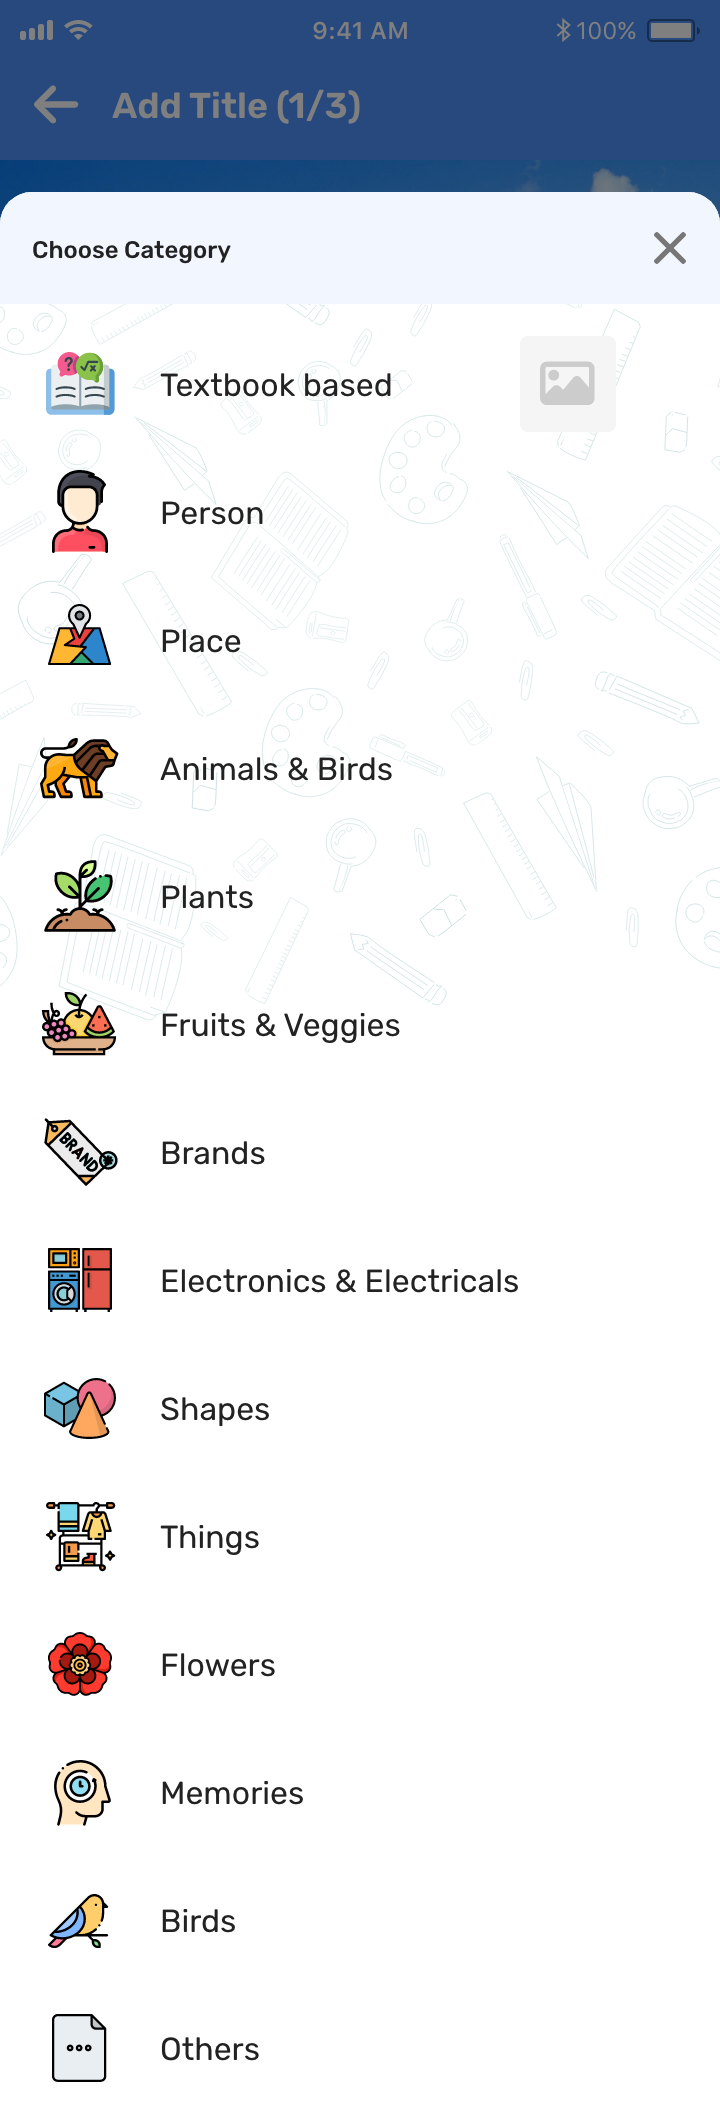 9:41 AM
100%
Add Title (1/3)
Choose Category
Textbook based
Person
Place
Animals & Birds
Plants
Fruits & Veggies
BRAND
Brands
Electronics & Electricals
Shapes
Things
Flowers
Memories
Birds
Others